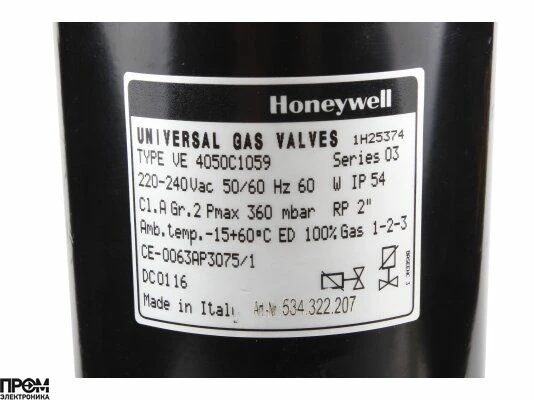 Honeywell
UNIVERSAL GAS VALVES 1H25374
TYPE VE 4050C1059 Series 03
220-240Vac 50/60 Hz 60 W IP 54
Cl.A Gr.2 Pmax 360 mbar RP 2"
Amb.temp.-15+60°C ED 100% Gas 1-2-3
CE-0063AP3075/1
DC0116
Made in Italy Art.-Nr 534.322.207
ПРОМ
ЭЛЕКТРОНИКА